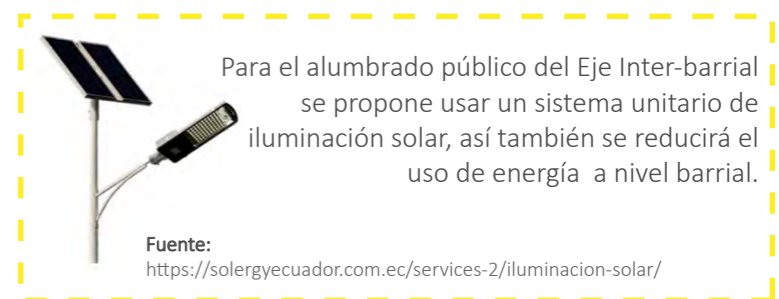 Para el alumbrado público del Eje Inter-barrial
se propone usar un sistema unitario de
iluminación solar, así también se reducirá el
uso de energía  a nivel barrial.
Fuente:
https://solergyecuador.com.ec/services-2/iluminacion-solar/